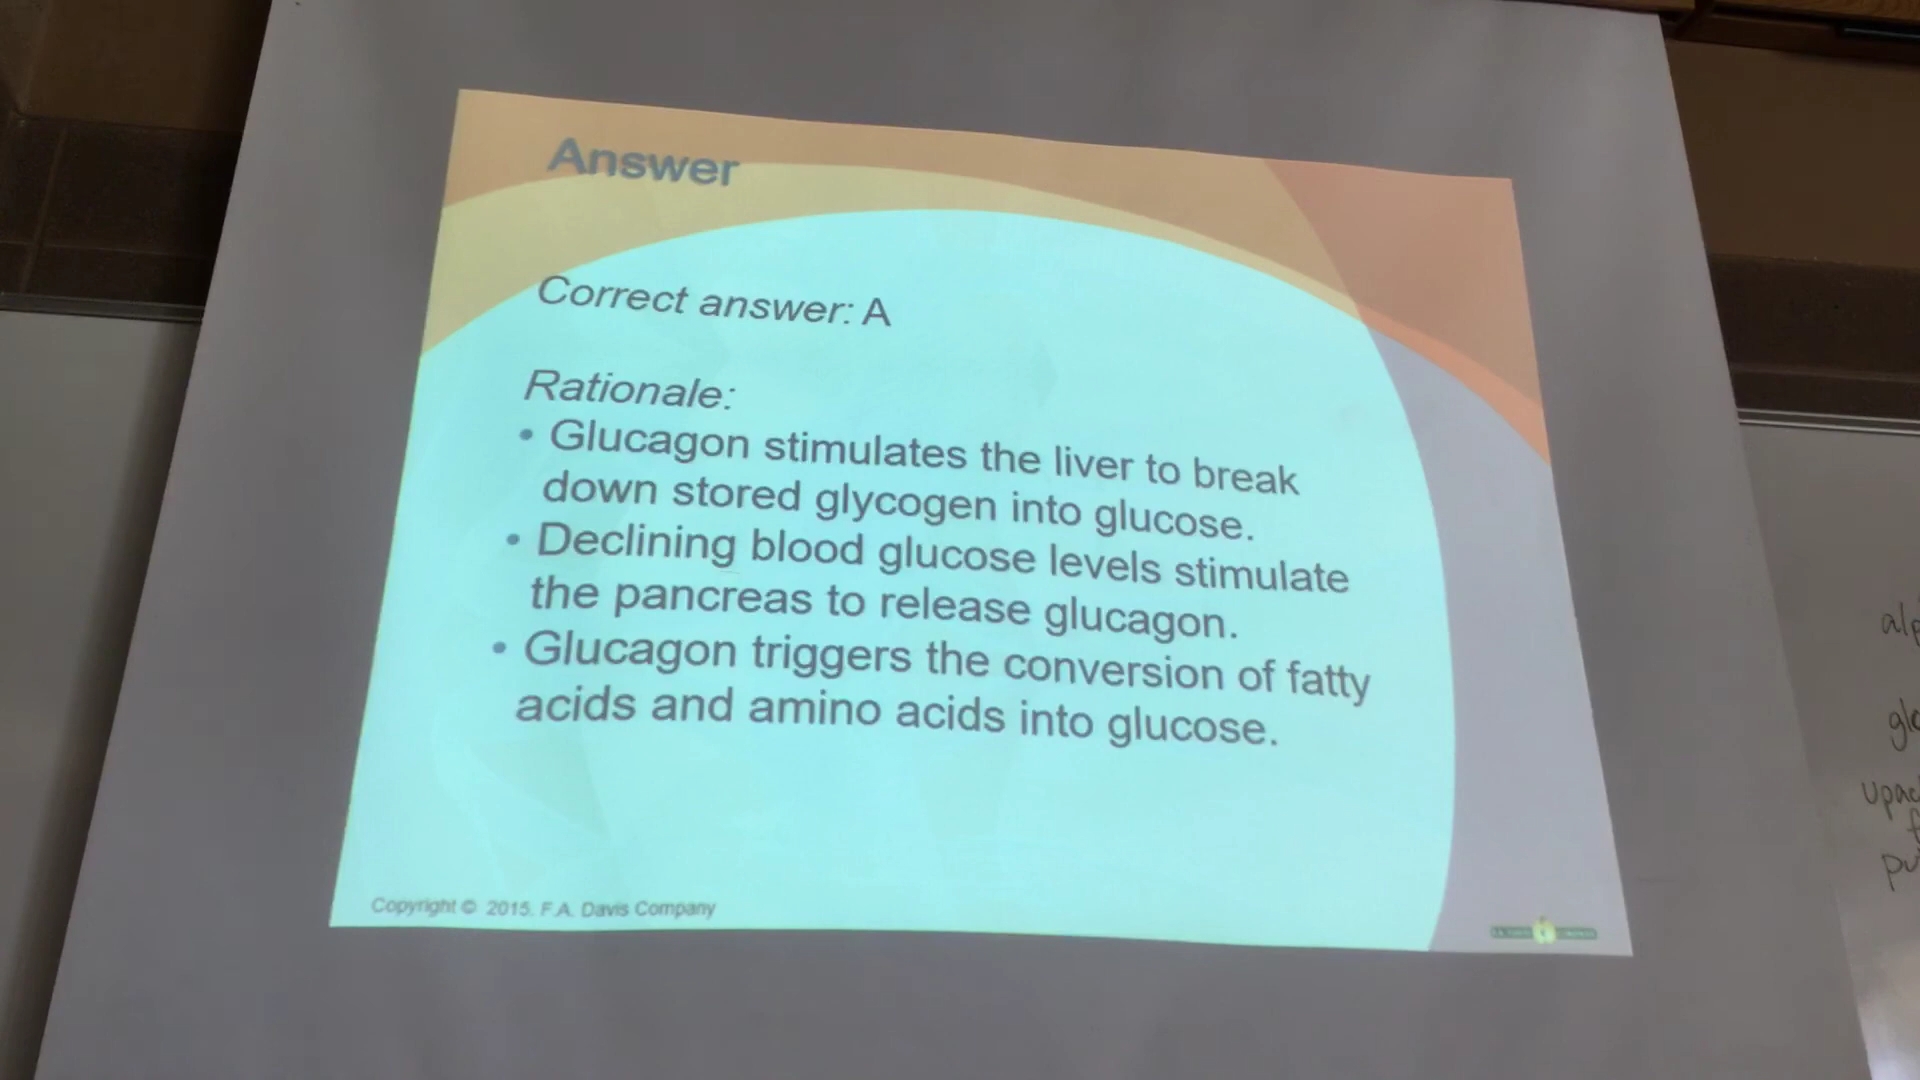 Answer
Correct answer: A
Rationale:
• Glucagon stimulates the liver to break
down stored glycogen into glucose.
• Declining blood glucose levels stimulate
the pancreas to release glucagon.
• Glucagon triggers the conversion of fatty
acids and amino acids into glucose.
Copyright © 2015. F.A. Davis Company